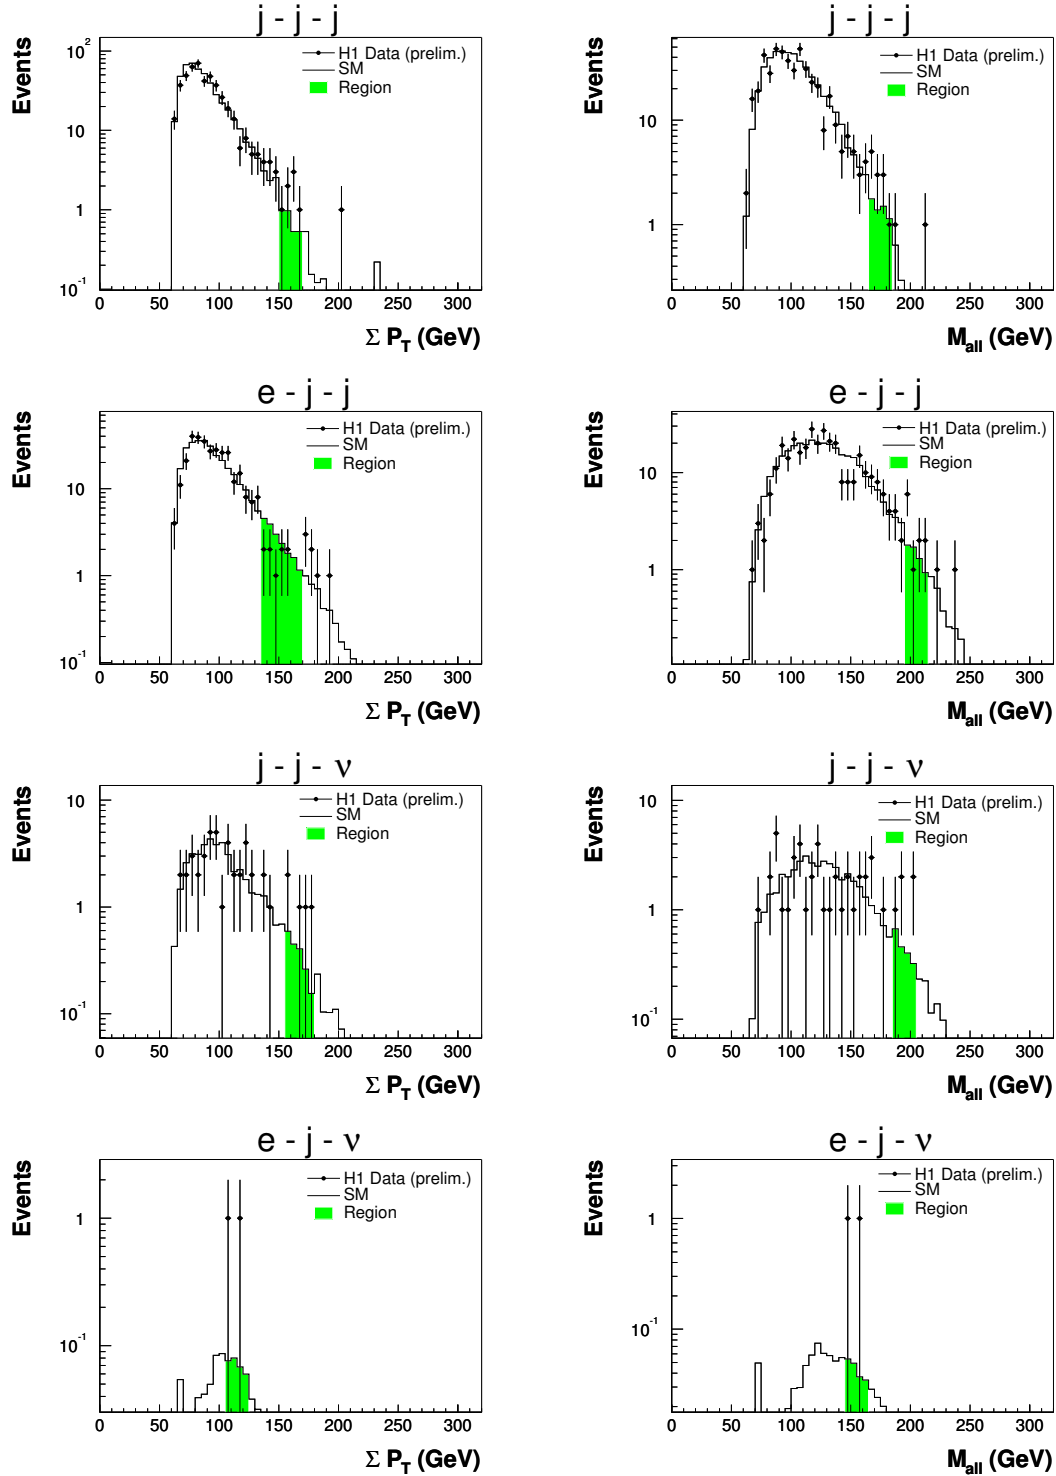 j - j - j
Events
10²
10
1
10⁻¹
H1 Data (prelim.)
SM
Region
0 50 100 150 200 250 300
Σ P_T (GeV)
j - j - j
Events
10
1
H1 Data (prelim.)
SM
Region
0 50 100 150 200 250 300
M_all (GeV)
e - j - j
Events
10
1
10⁻¹
H1 Data (prelim.)
SM
Region
0 50 100 150 200 250 300
Σ P_T (GeV)
e - j - j
Events
10
1
H1 Data (prelim.)
SM
Region
0 50 100 150 200 250 300
M_all (GeV)
j - j - ν
Events
10
1
10⁻¹
H1 Data (prelim.)
SM
Region
0 50 100 150 200 250 300
Σ P_T (GeV)
j - j - ν
Events
10
1
10⁻¹
H1 Data (prelim.)
SM
Region
0 50 100 150 200 250 300
M_all (GeV)
e - j - ν
Events
1
10⁻¹
H1 Data (prelim.)
SM
Region
0 50 100 150 200 250 300
Σ P_T (GeV)
e - j - ν
Events
1
10⁻¹
H1 Data (prelim.)
SM
Region
0 50 100 150 200 250 300
M_all (GeV)